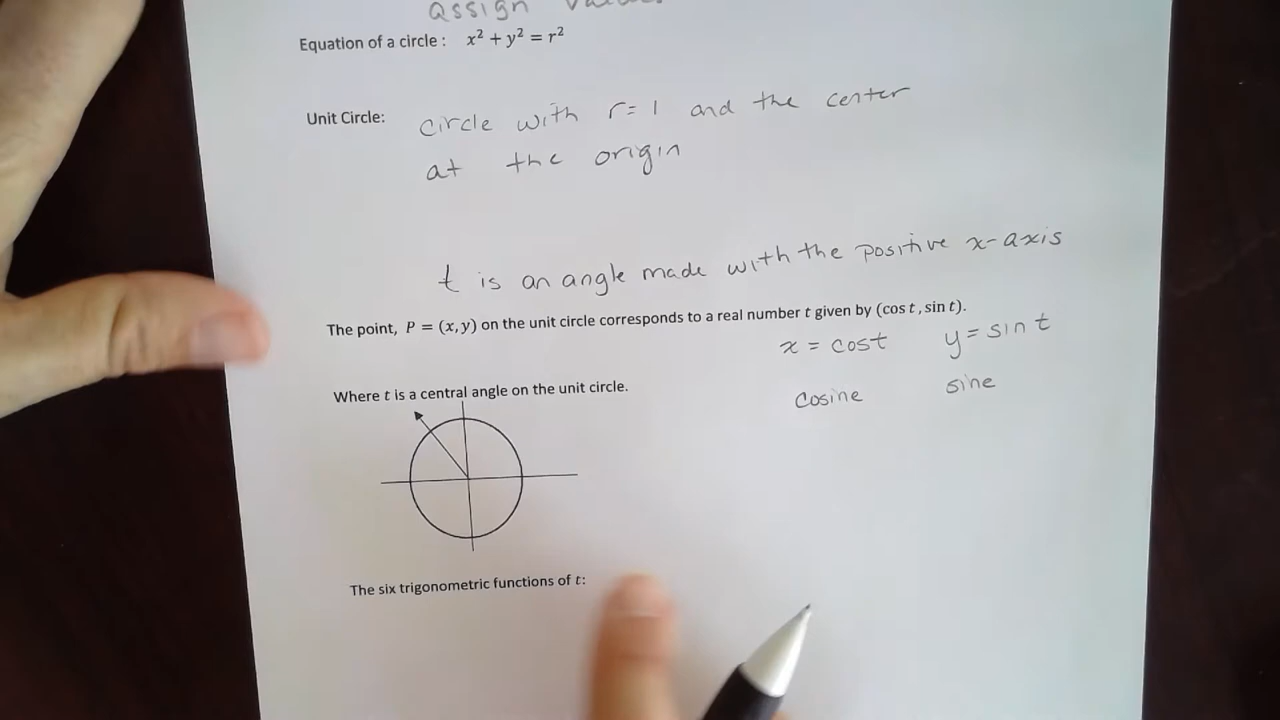 assign
Equation of a circle : x² + y² = r²
Unit Circle: circle with r=1 and the center
at the origin
t is an angle made with the positive x-axis
The point, P = (x, y) on the unit circle corresponds to a real number t given by (cos t , sin t).
x = cost y = sin t
Where t is a central angle on the unit circle.
cosine sine
The six trigonometric functions of t: